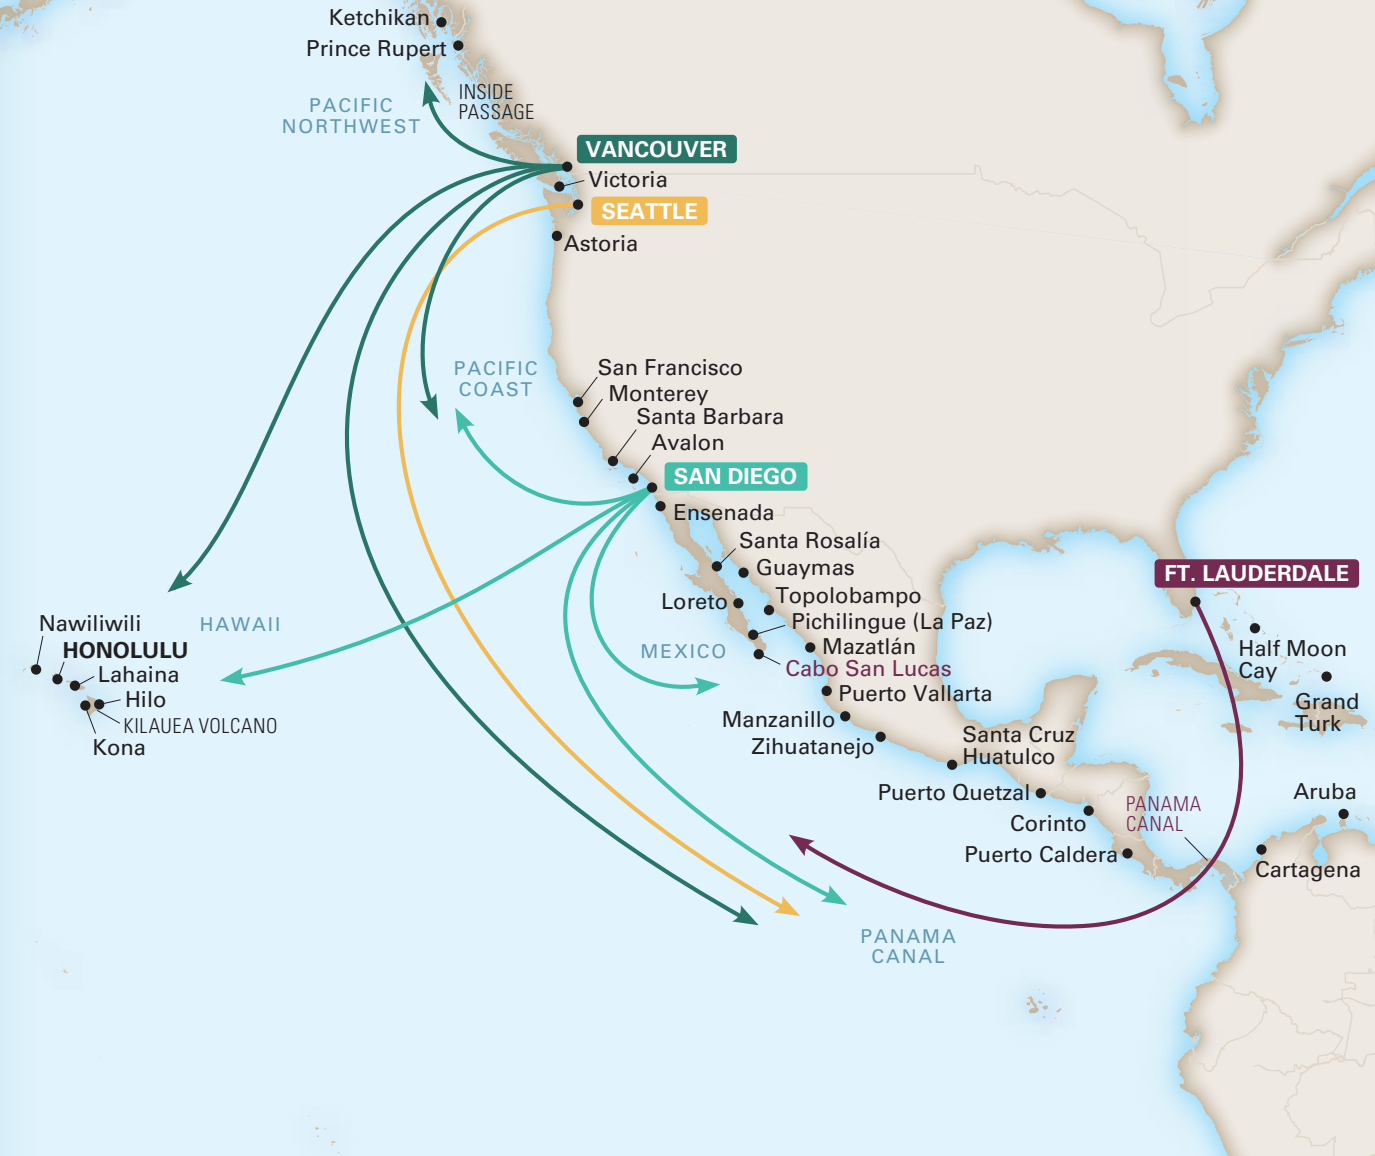 Ketchikan
Prince Rupert
INSIDE
PASSAGE
PACIFIC
NORTHWEST
VANCOUVER
Victoria
SEATTLE
Astoria
PACIFIC
COAST
San Francisco
Monterey
Santa Barbara
Avalon
SAN DIEGO
Ensenada
Santa Rosalía
Guaymas
Loreto
Topolobampo
Pichilingue (La Paz)
Mazatlán
Cabo San Lucas
MEXICO
Puerto Vallarta
Manzanillo
Zihuatanejo
Santa Cruz
Huatulco
Puerto Quetzal
Corinto
Puerto Caldera
PANAMA
CANAL
FT. LAUDERDALE
Half Moon
Cay
Grand
Turk
Aruba
Cartagena
HAWAII
Nawiliwili
HONOLULU
Lahaina
Hilo
KILAUEA VOLCANO
Kona
PANAMA
CANAL